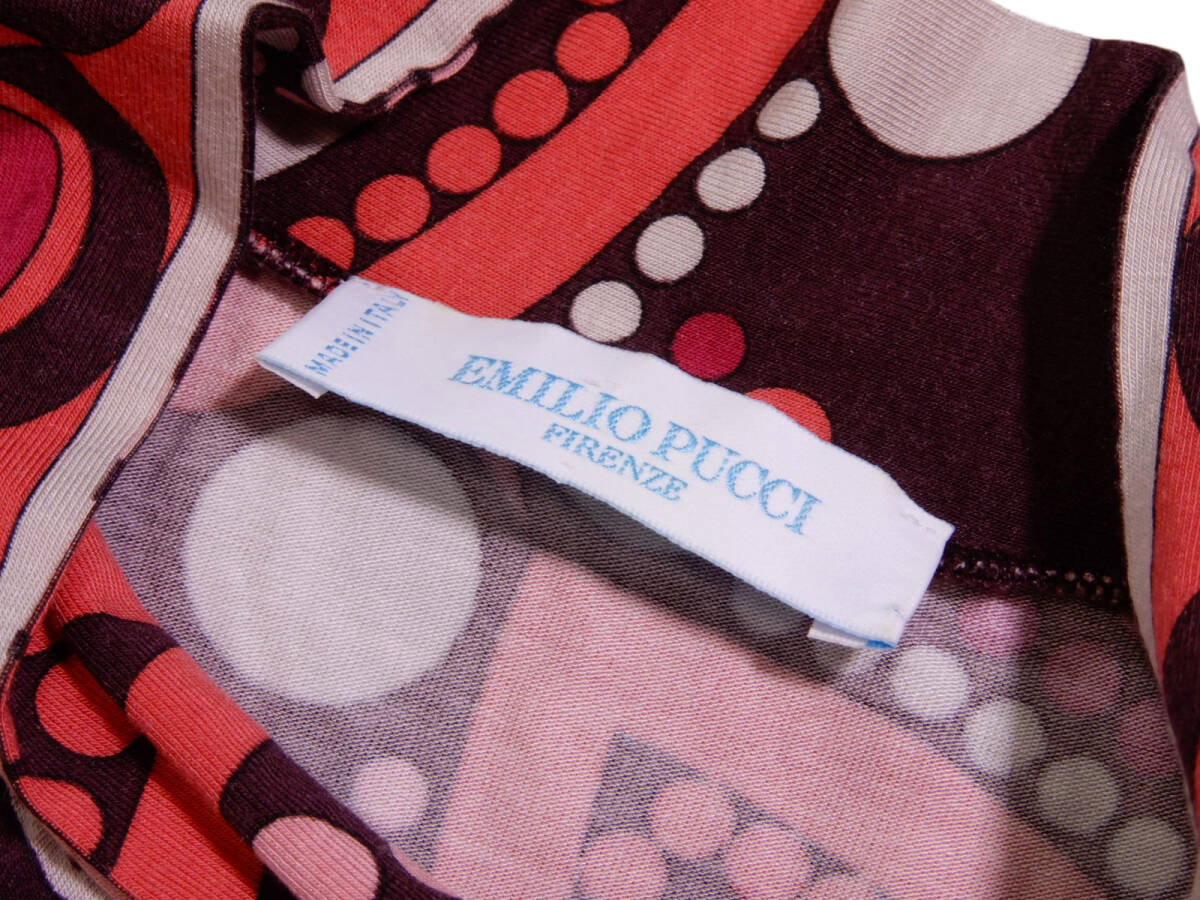 MADE IN ITALY
EMILIO PUCCI
FIRENZE